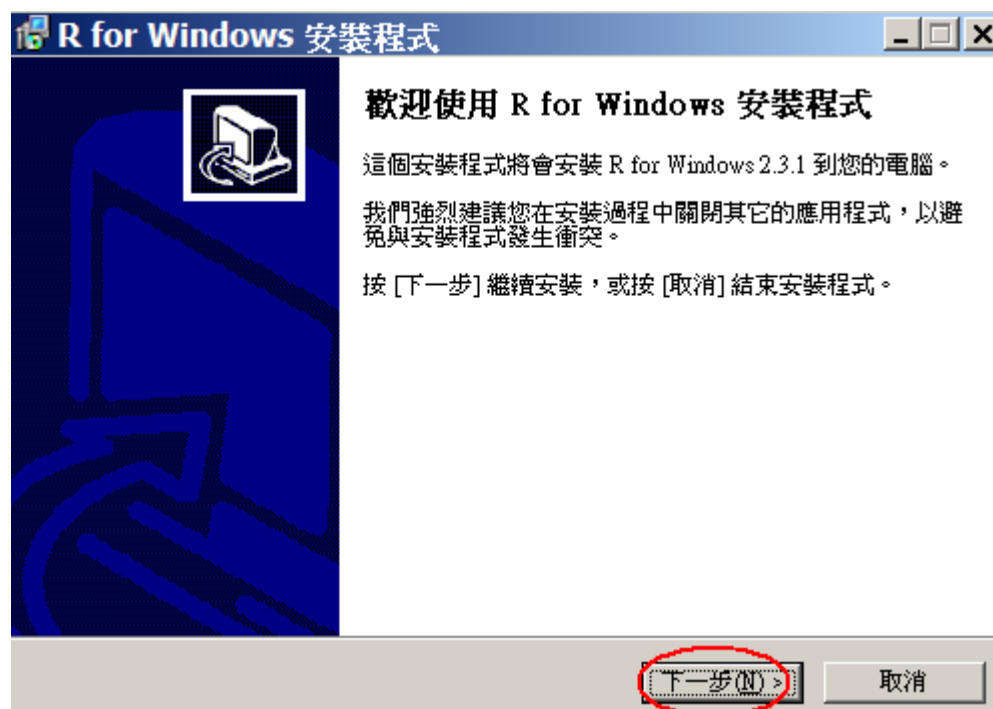 R for Windows 安裝程式
歡迎使用 R for Windows 安裝程式
這個安裝程式將會安裝 R for Windows 2.3.1 到您的電腦。
我們強烈建議您在安裝過程中關閉其它的應用程式，以避
免與安裝程式發生衝突。
按 [下一步] 繼續安裝，或按 [取消] 結束安裝程式。
下一步(N) > 取消